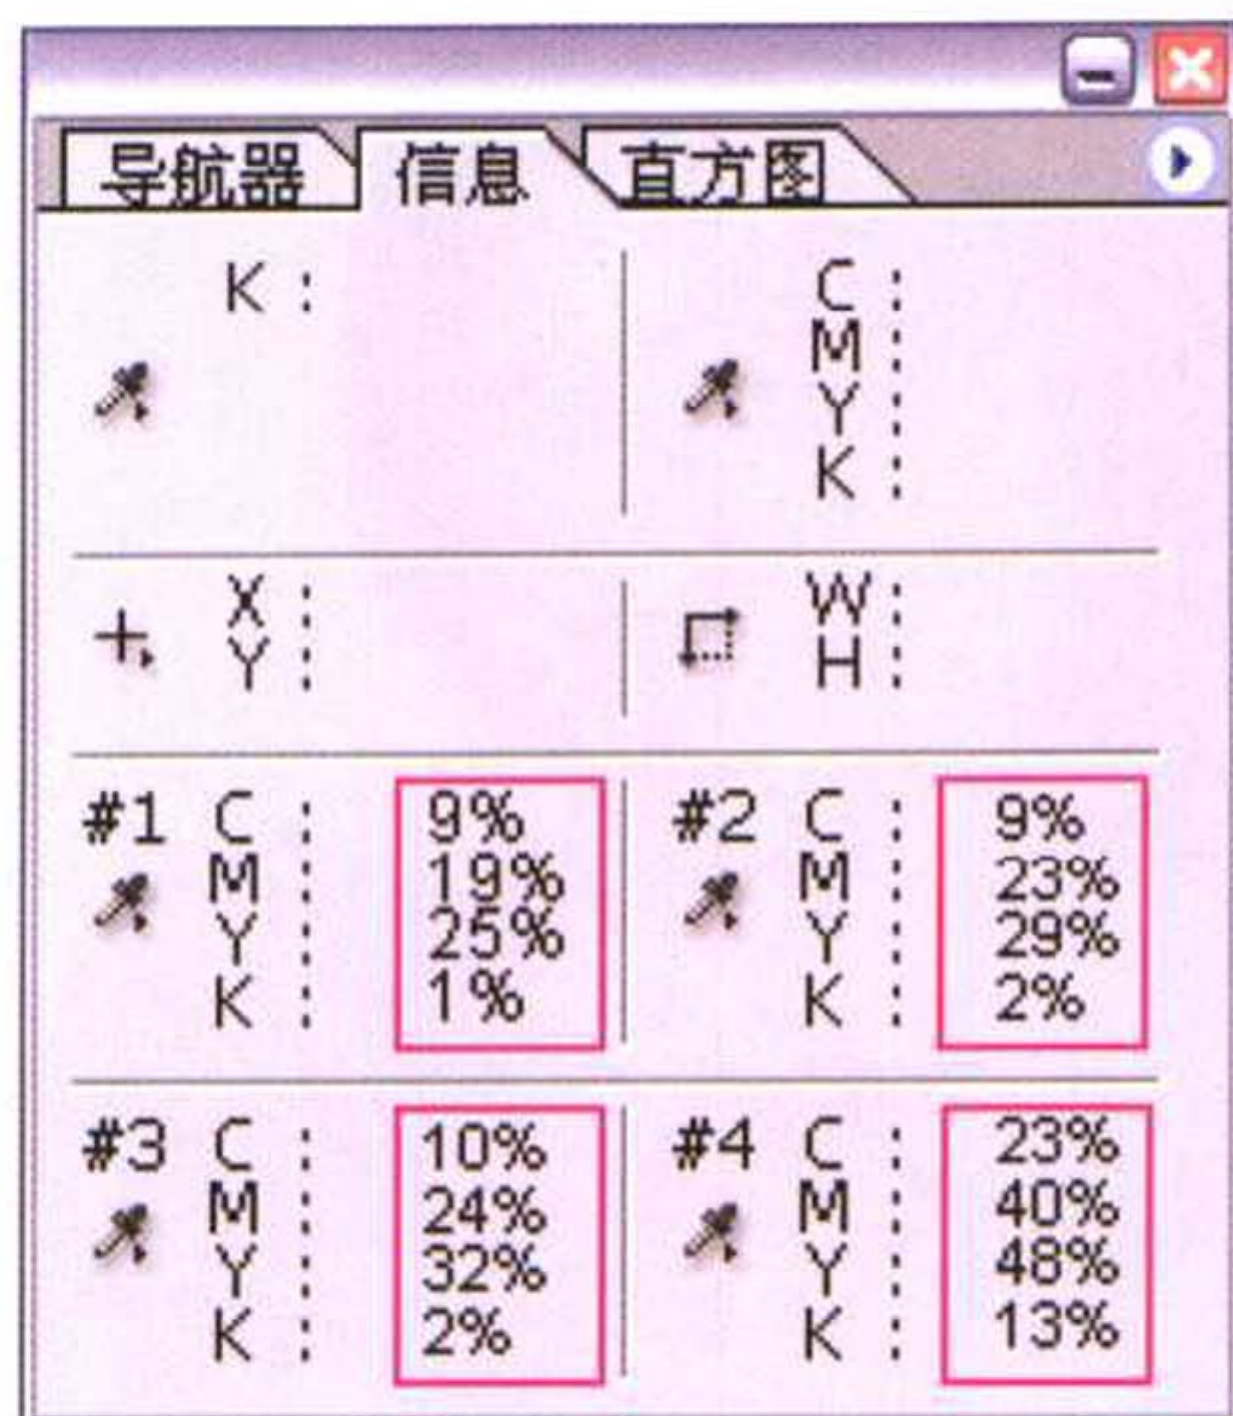 导航器 信息 直方图
K :
C :
M :
Y :
K :
X :
Y :
W :
H :
#1 C : 9%
M : 19%
Y : 25%
K : 1%
#2 C : 9%
M : 23%
Y : 29%
K : 2%
#3 C : 10%
M : 24%
Y : 32%
K : 2%
#4 C : 23%
M : 40%
Y : 48%
K : 13%